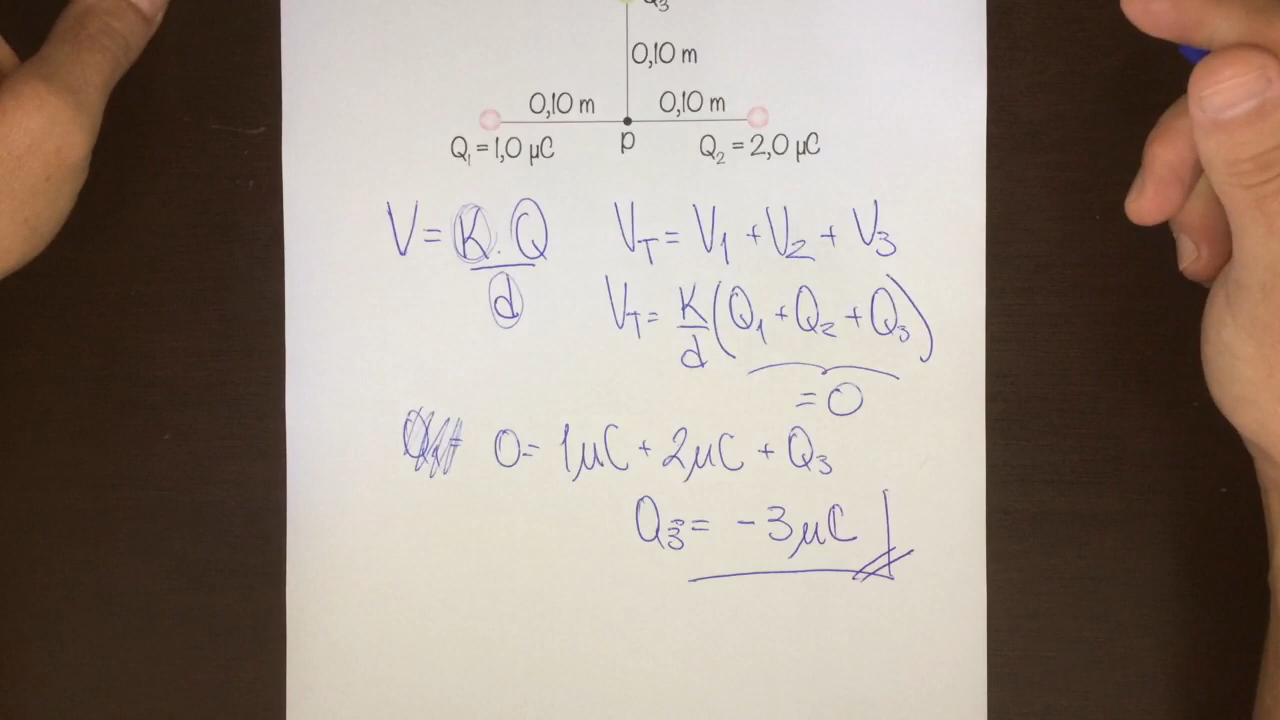 Q₃
0,10 m
0,10 m 0,10 m
Q₁ = 1,0 µC P Q₂ = 2,0 µC
V = K.Q/d V_T = V₁ + V₂ + V₃
V_T = K/d (Q₁ + Q₂ + Q₃)
= 0
0 = 1µC + 2µC + Q₃
Q₃ = -3µC